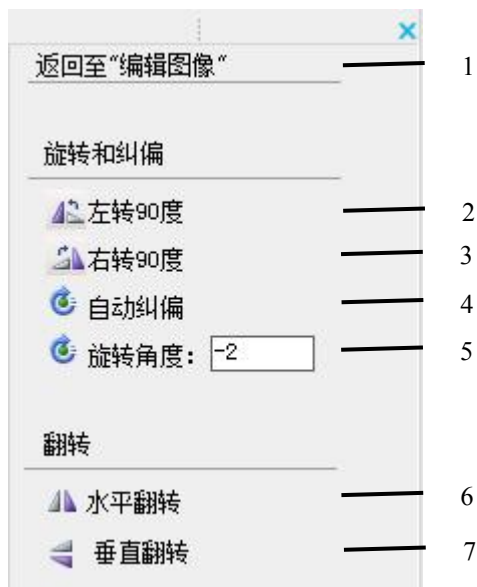 返回至“编辑图像“ 1
旋转和纠偏
左转90度 2
右转90度 3
自动纠偏 4
旋转角度: -2 5
翻转
水平翻转 6
垂直翻转 7